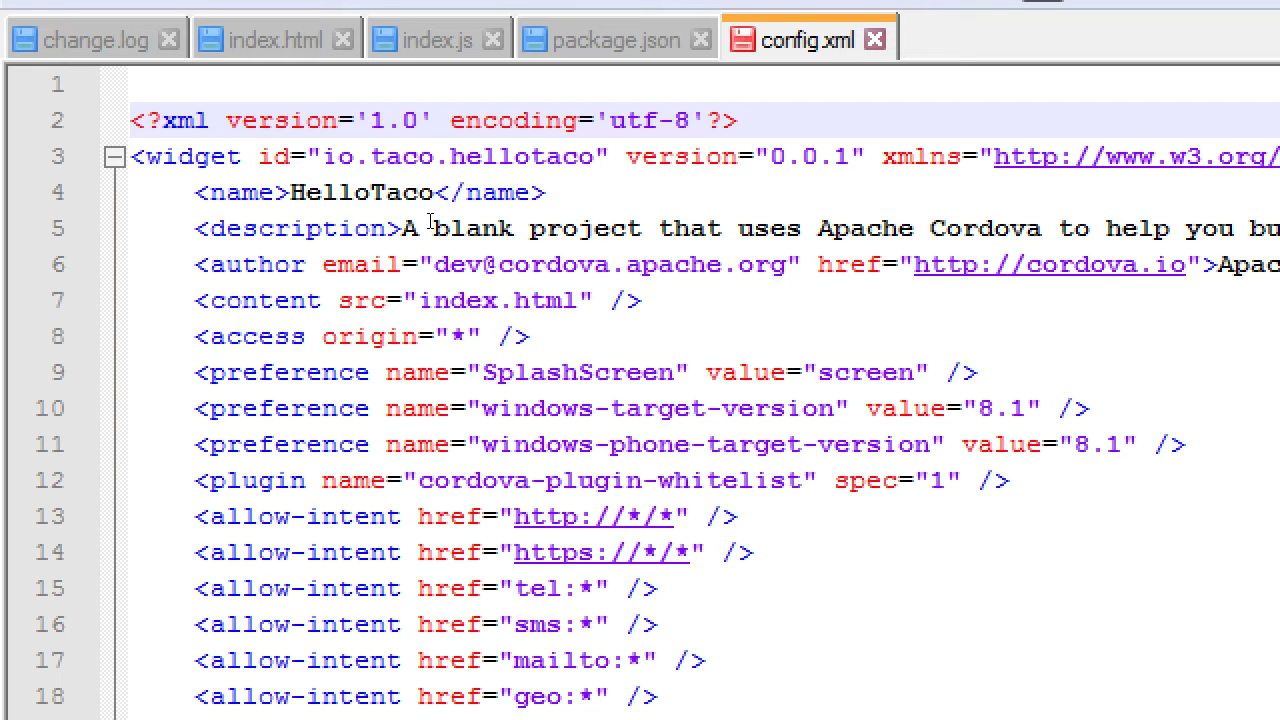 change.log index.html index.js package.json config.xml
1
2 <?xml version='1.0' encoding='utf-8'?>
3 <widget id="io.taco.hellotaco" version="0.0.1" xmlns="http://www.w3.org/
4 <name>HelloTaco</name>
5 <description>A blank project that uses Apache Cordova to help you bu
6 <author email="dev@cordova.apache.org" href="http://cordova.io">Apac
7 <content src="index.html" />
8 <access origin="*" />
9 <preference name="SplashScreen" value="screen" />
10 <preference name="windows-target-version" value="8.1" />
11 <preference name="windows-phone-target-version" value="8.1" />
12 <plugin name="cordova-plugin-whitelist" spec="1" />
13 <allow-intent href="http://*/*" />
14 <allow-intent href="https://*/*" />
15 <allow-intent href="tel:*" />
16 <allow-intent href="sms:*" />
17 <allow-intent href="mailto:*" />
18 <allow-intent href="geo:*" />